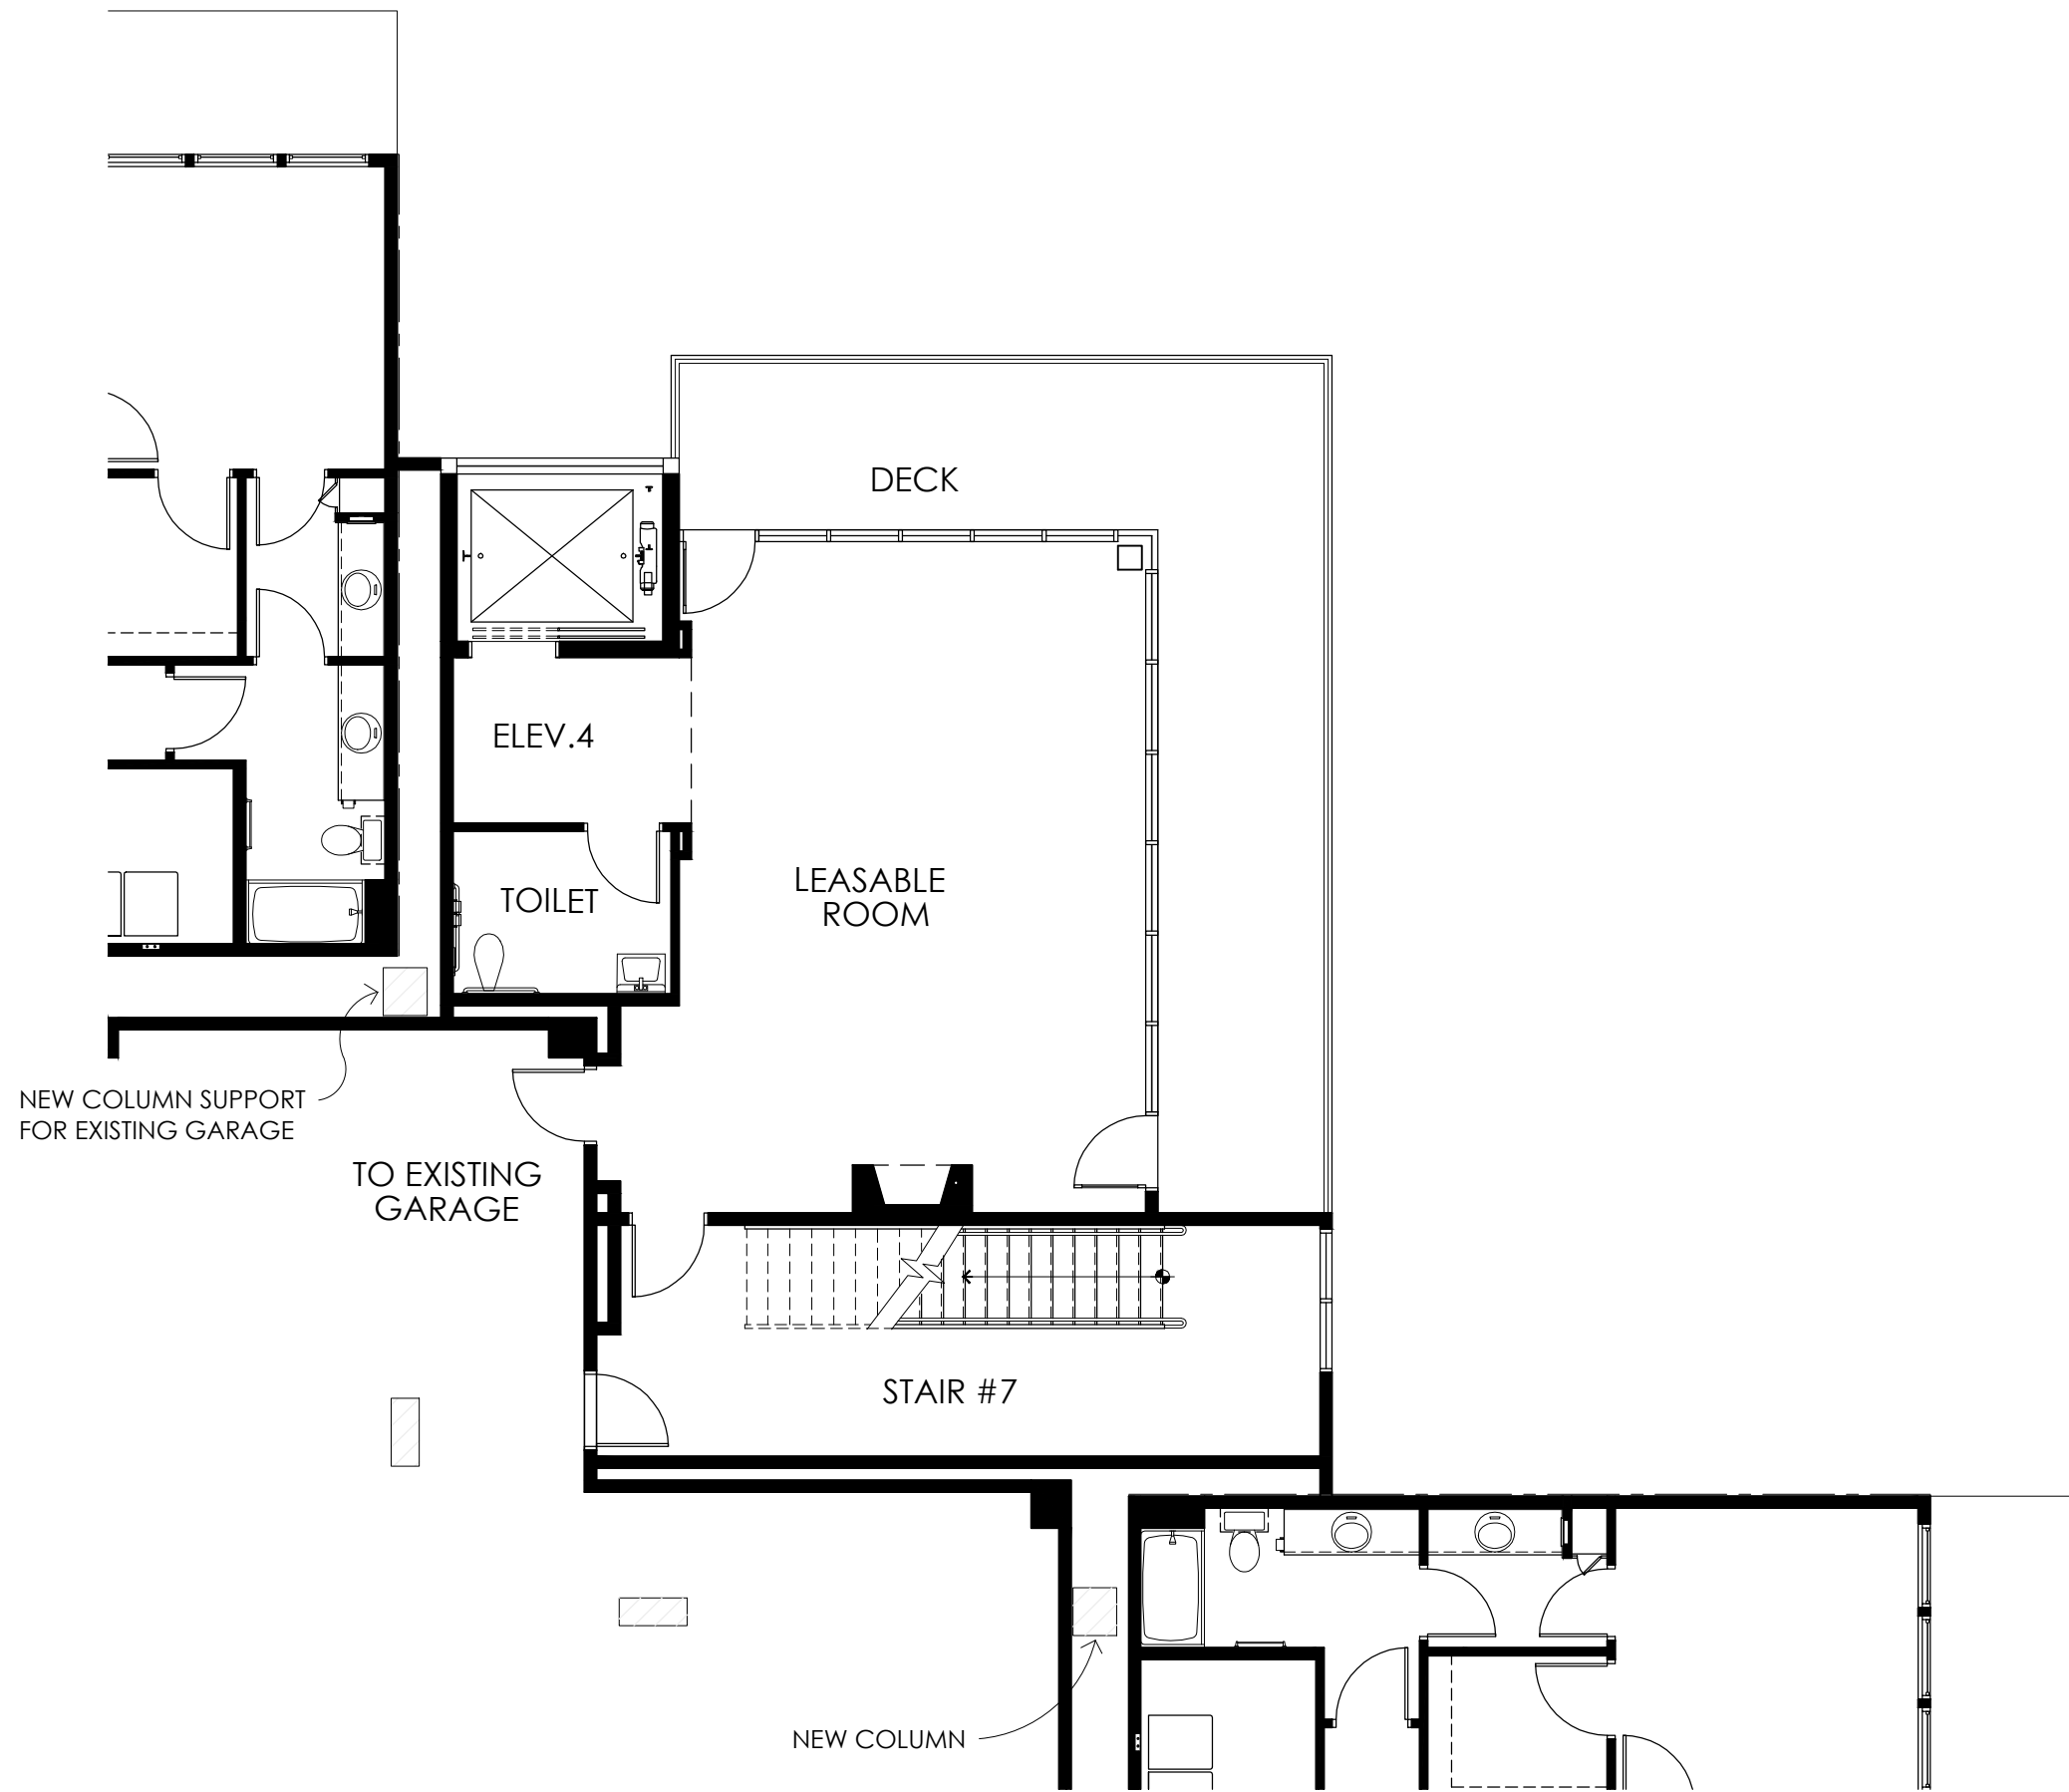 DECK
ELEV.4
LEASABLE
ROOM
TOILET
NEW COLUMN SUPPORT
FOR EXISTING GARAGE
TO EXISTING
GARAGE
STAIR #7
NEW COLUMN